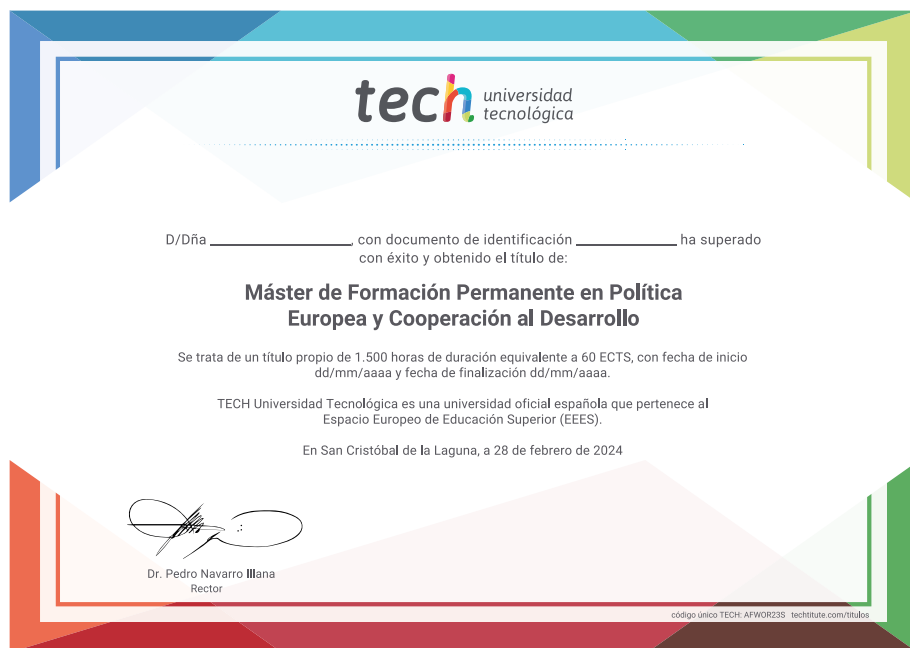 tech universidad
tecnológica
D/Dña ____________________, con documento de identificación ______________ ha superado
con éxito y obtenido el título de:
Máster de Formación Permanente en Política
Europea y Cooperación al Desarrollo
Se trata de un título propio de 1.500 horas de duración equivalente a 60 ECTS, con fecha de inicio
dd/mm/aaaa y fecha de finalización dd/mm/aaaa.
TECH Universidad Tecnológica es una universidad oficial española que pertenece al
Espacio Europeo de Educación Superior (EEES).
En San Cristóbal de la Laguna, a 28 de febrero de 2024
Dr. Pedro Navarro Illana
Rector
código único TECH: AFWOR23S techtitute.com/titulos